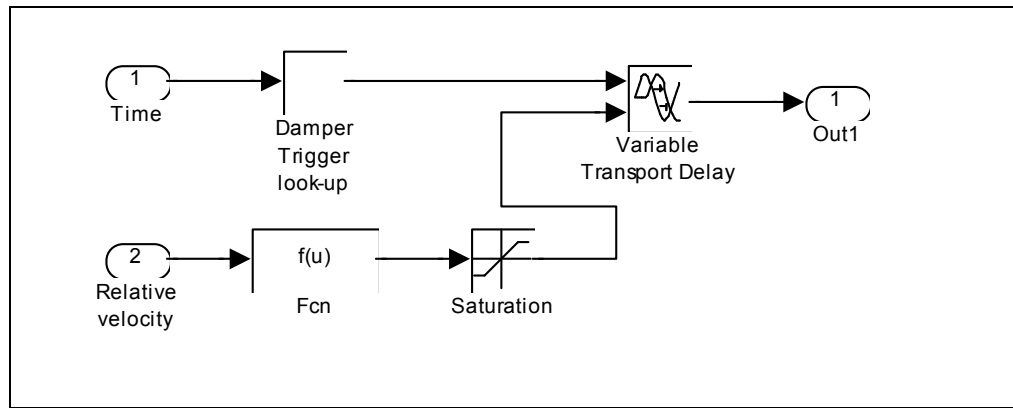 1
Time
Damper
Trigger
look-up
Variable
Transport Delay
1
Out1
2
Relative
velocity
f(u)
Fcn
Saturation